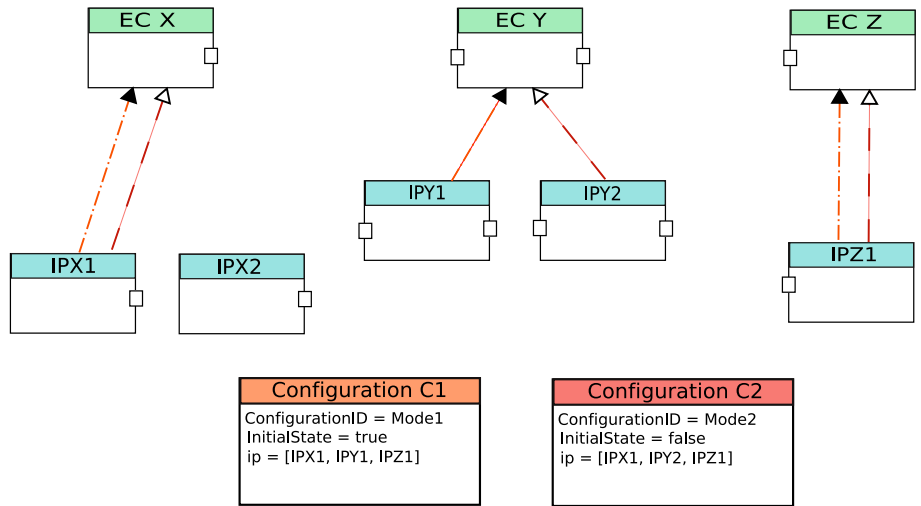 EC X
EC Y
EC Z
IPY1
IPY2
IPX1
IPX2
IPZ1
Configuration C1
ConfigurationID = Mode1
InitialState = true
ip = [IPX1, IPY1, IPZ1]
Configuration C2
ConfigurationID = Mode2
InitialState = false
ip = [IPX1, IPY2, IPZ1]